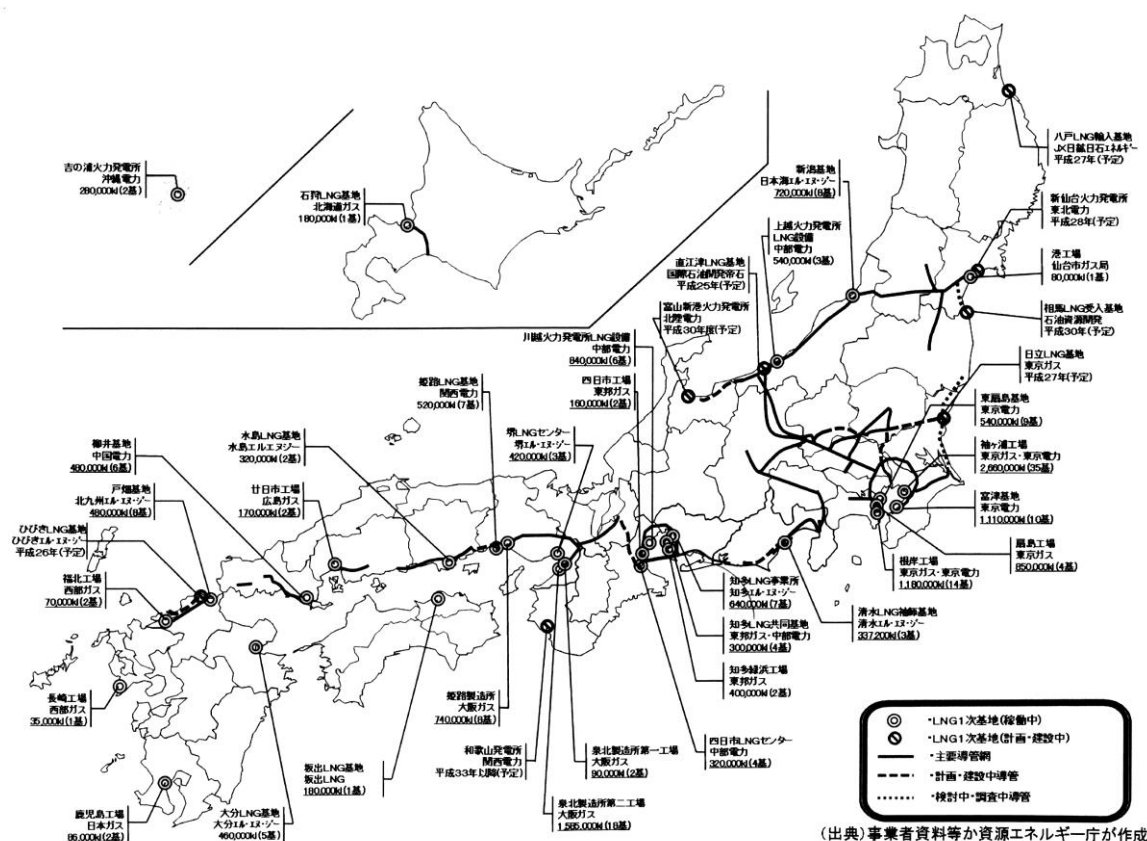 吉の浦火力発電所
沖縄電力
280,000kl(2基)
石狩LNG基地
北海道ガス
180,000kl(1基)
八戸LNG輸入基地
JX日鉱日石エネルギー
平成27年(予定)
新潟基地
日本海エル・エヌ・ジー
720,000kl(8基)
新仙台火力発電所
東北電力
平成28年(予定)
上越火力発電所
LNG設備
中部電力
540,000kl(3基)
港工場
仙台市ガス局
80,000kl(1基)
直江津LNG基地
国際石油開発帝石
平成25年(予定)
相馬LNG受入基地
石油資源開発
平成30年(予定)
富山新港火力発電所
北陸電力
平成30年度(予定)
川越火力発電所LNG設備
中部電力
840,000kl(6基)
日立LNG基地
東京ガス
平成27年(予定)
姫路LNG基地
関西電力
520,000kl(7基)
四日市工場
東邦ガス
160,000kl(2基)
東扇島基地
東京電力
540,000kl(9基)
柳井基地
中国電力
480,000kl(6基)
水島LNG基地
水島エルエヌジー
320,000kl(2基)
堺LNGセンター
堺エル・エヌ・ジー
420,000kl(3基)
袖ヶ浦工場
東京ガス・東京電力
2,660,000kl(35基)
戸畑基地
北九州エル・エヌ・ジー
480,000kl(8基)
廿日市工場
広島ガス
170,000kl(2基)
富津基地
東京電力
1,110,000kl(10基)
ひびきLNG基地
ひびきエル・エヌ・ジー
平成26年(予定)
扇島工場
東京ガス
850,000kl(4基)
福北工場
西部ガス
70,000kl(2基)
根岸工場
東京ガス・東京電力
1,180,000kl(14基)
知多LNG事業所
知多エル・エヌ・ジー
640,000kl(7基)
清水LNG袖師基地
清水エル・エヌ・ジー
337,200kl(3基)
知多LNG共同基地
東邦ガス・中部電力
300,000kl(4基)
長崎工場
西部ガス
35,000kl(1基)
姫路製造所
大阪ガス
740,000kl(8基)
知多緑浜工場
東邦ガス
400,000kl(2基)
和歌山発電所
関西電力
平成33年以降(予定)
泉北製造所第一工場
大阪ガス
90,000kl(2基)
四日市LNGセンター
中部電力
320,000kl(4基)
坂出LNG基地
坂出LNG
180,000kl(1基)
鹿児島工場
日本ガス
86,000kl(2基)
大分LNG基地
大分エル・エヌ・ジー
460,000kl(5基)
泉北製造所第二工場
大阪ガス
1,585,000kl(18基)
・LNG1次基地(稼働中)
・LNG1次基地(計画・建設中)
・主要導管網
・計画・建設中導管
・検討中・調査中導管
(出典)事業者資料等か資源エネルギー庁が作成